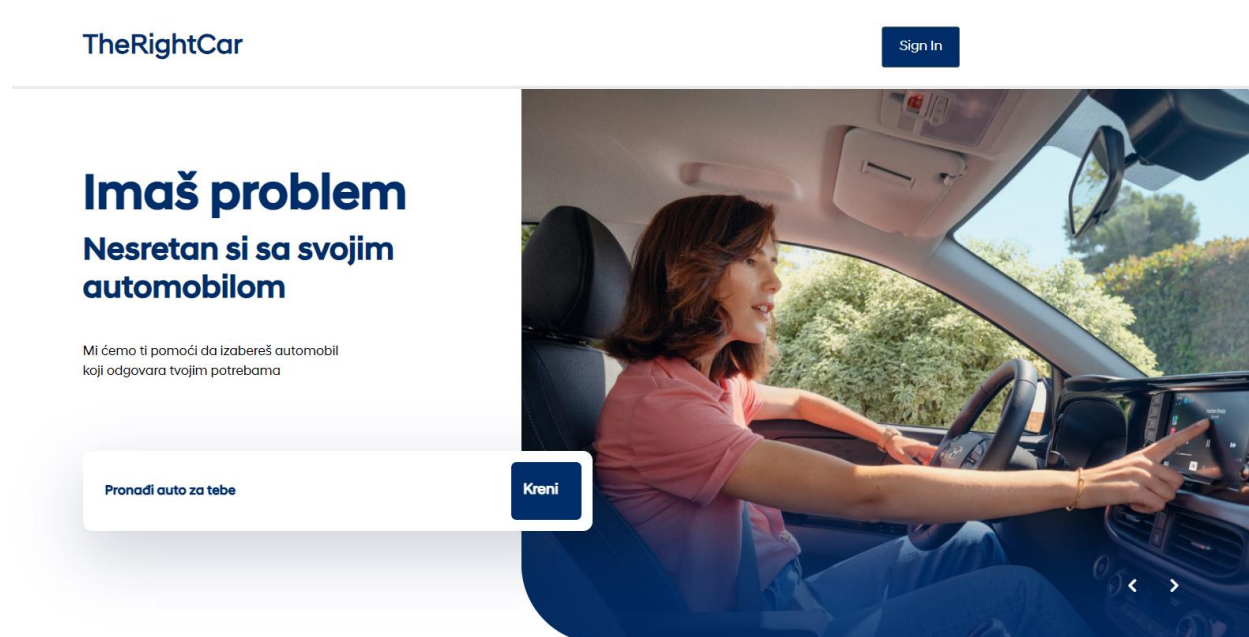 TheRightCar
Sign In
Imaš problem
Nesretan si sa svojim
automobilom
Mi ćemo ti pomoći da izabereš automobil
koji odgovara tvojim potrebama
Pronađi auto za tebe
Kreni